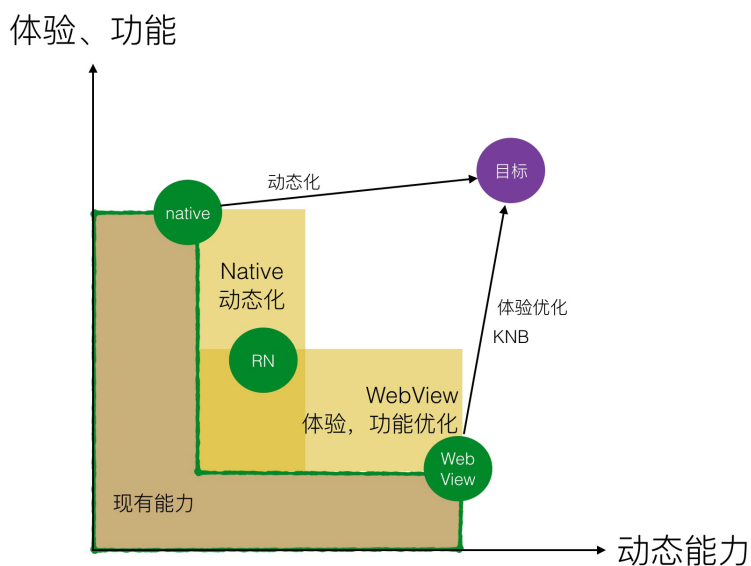 体验、功能
目标
动态化
native
Native
动态化
体验优化
KNB
RN
WebView
体验，功能优化
Web
View
现有能力
动态能力